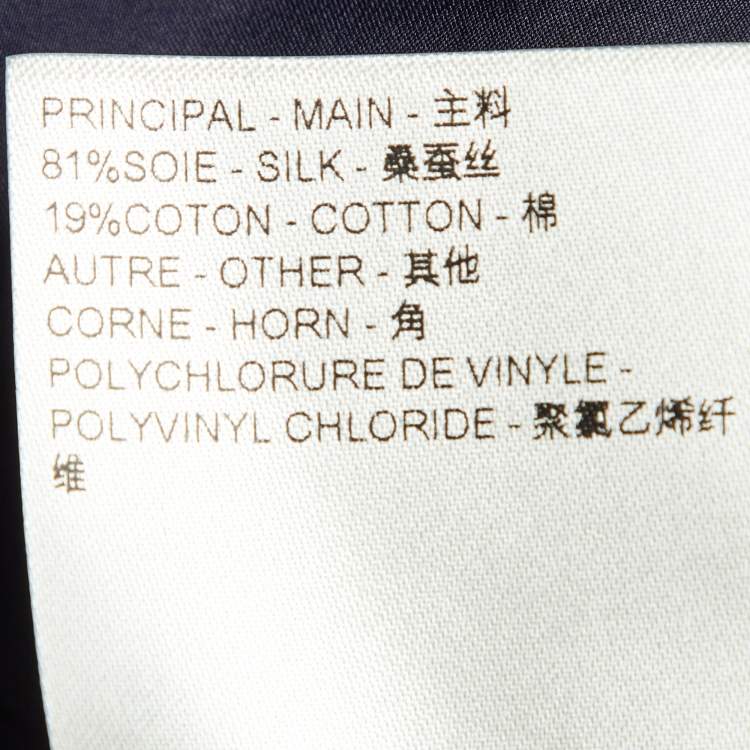 PRINCIPAL - MAIN - 主料
81%SOIE - SILK - 桑蚕丝
19%COTON - COTTON - 棉
AUTRE - OTHER - 其他
CORNE - HORN - 角
POLYCHLORURE DE VINYLE -
POLYVINYL CHLORIDE - 聚氯乙烯纤
维